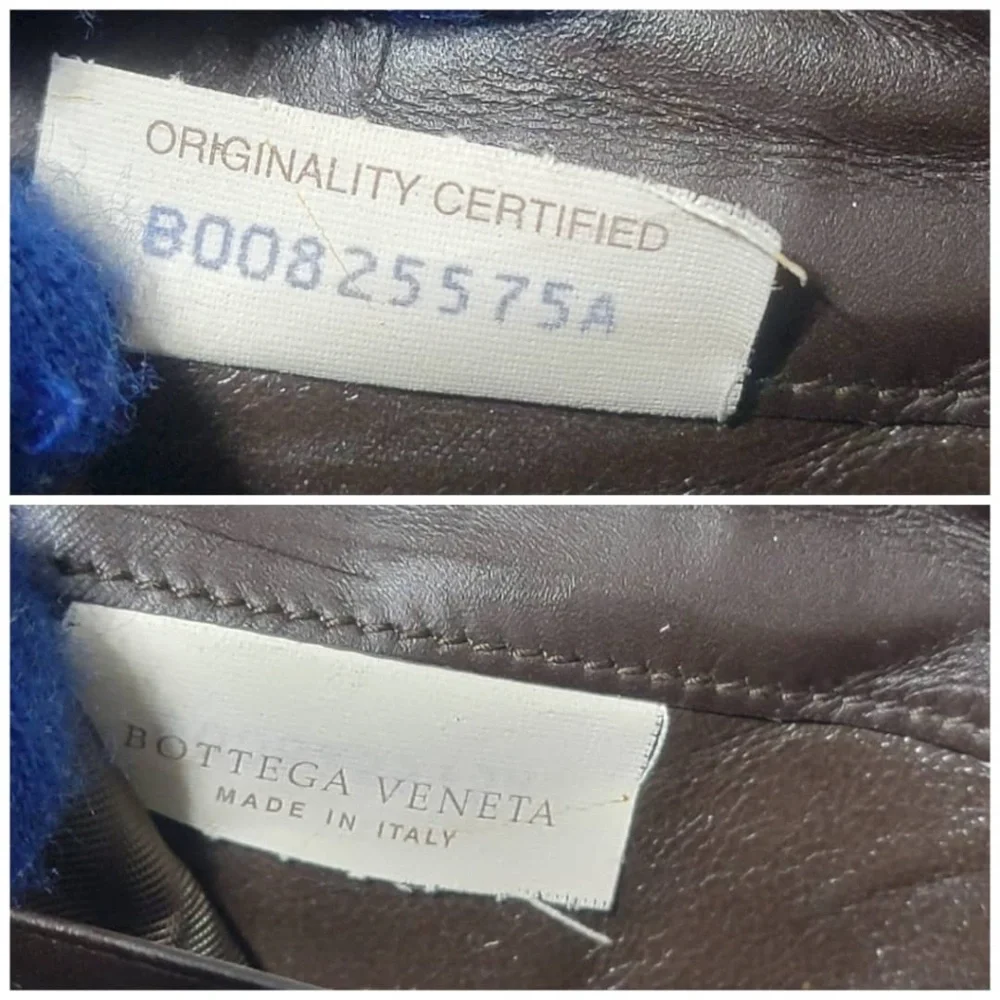 ORIGINALITY CERTIFIED
B00825575A
BOTTEGA VENETA
MADE IN ITALY